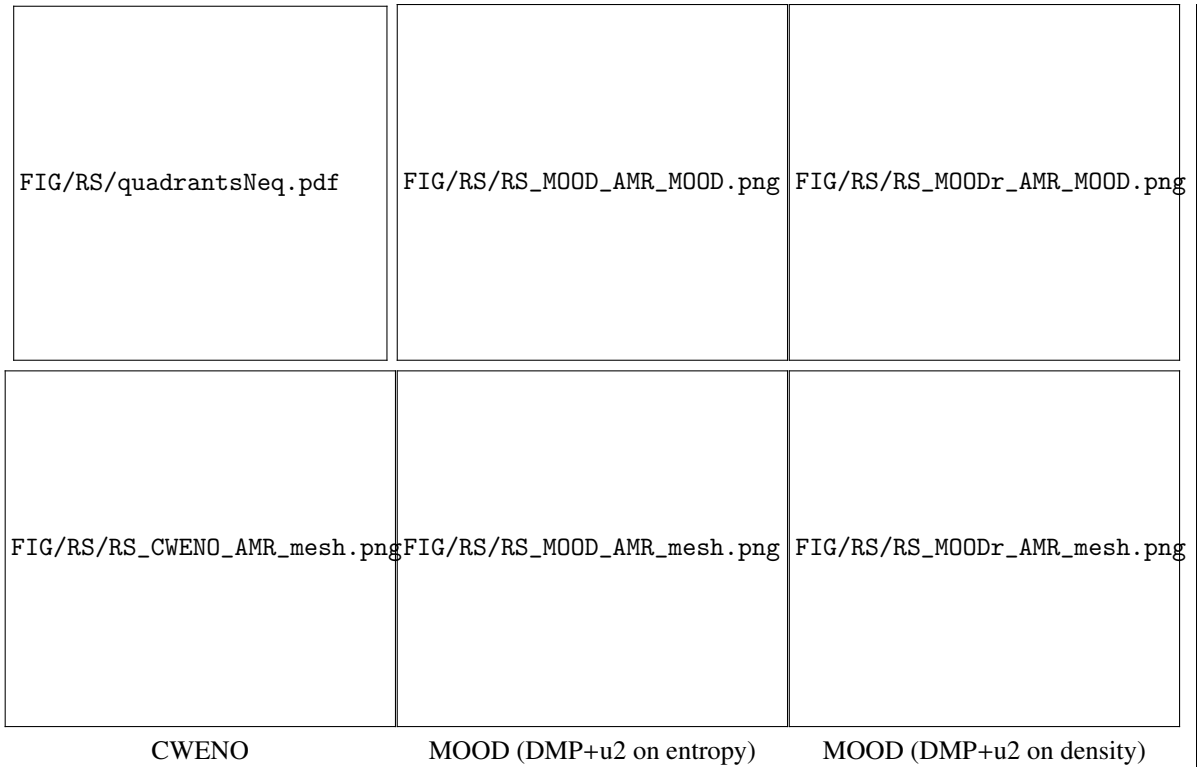 FIG/RS/quadrantsNeq.pdf
FIG/RS/RS_MOOD_AMR_MOOD.png
FIG/RS/RS_MOODr_AMR_MOOD.png
FIG/RS/RS_CWENO_AMR_mesh.png
FIG/RS/RS_MOOD_AMR_mesh.png
FIG/RS/RS_MOODr_AMR_mesh.png
CWENO
MOOD (DMP+u2 on entropy)
MOOD (DMP+u2 on density)